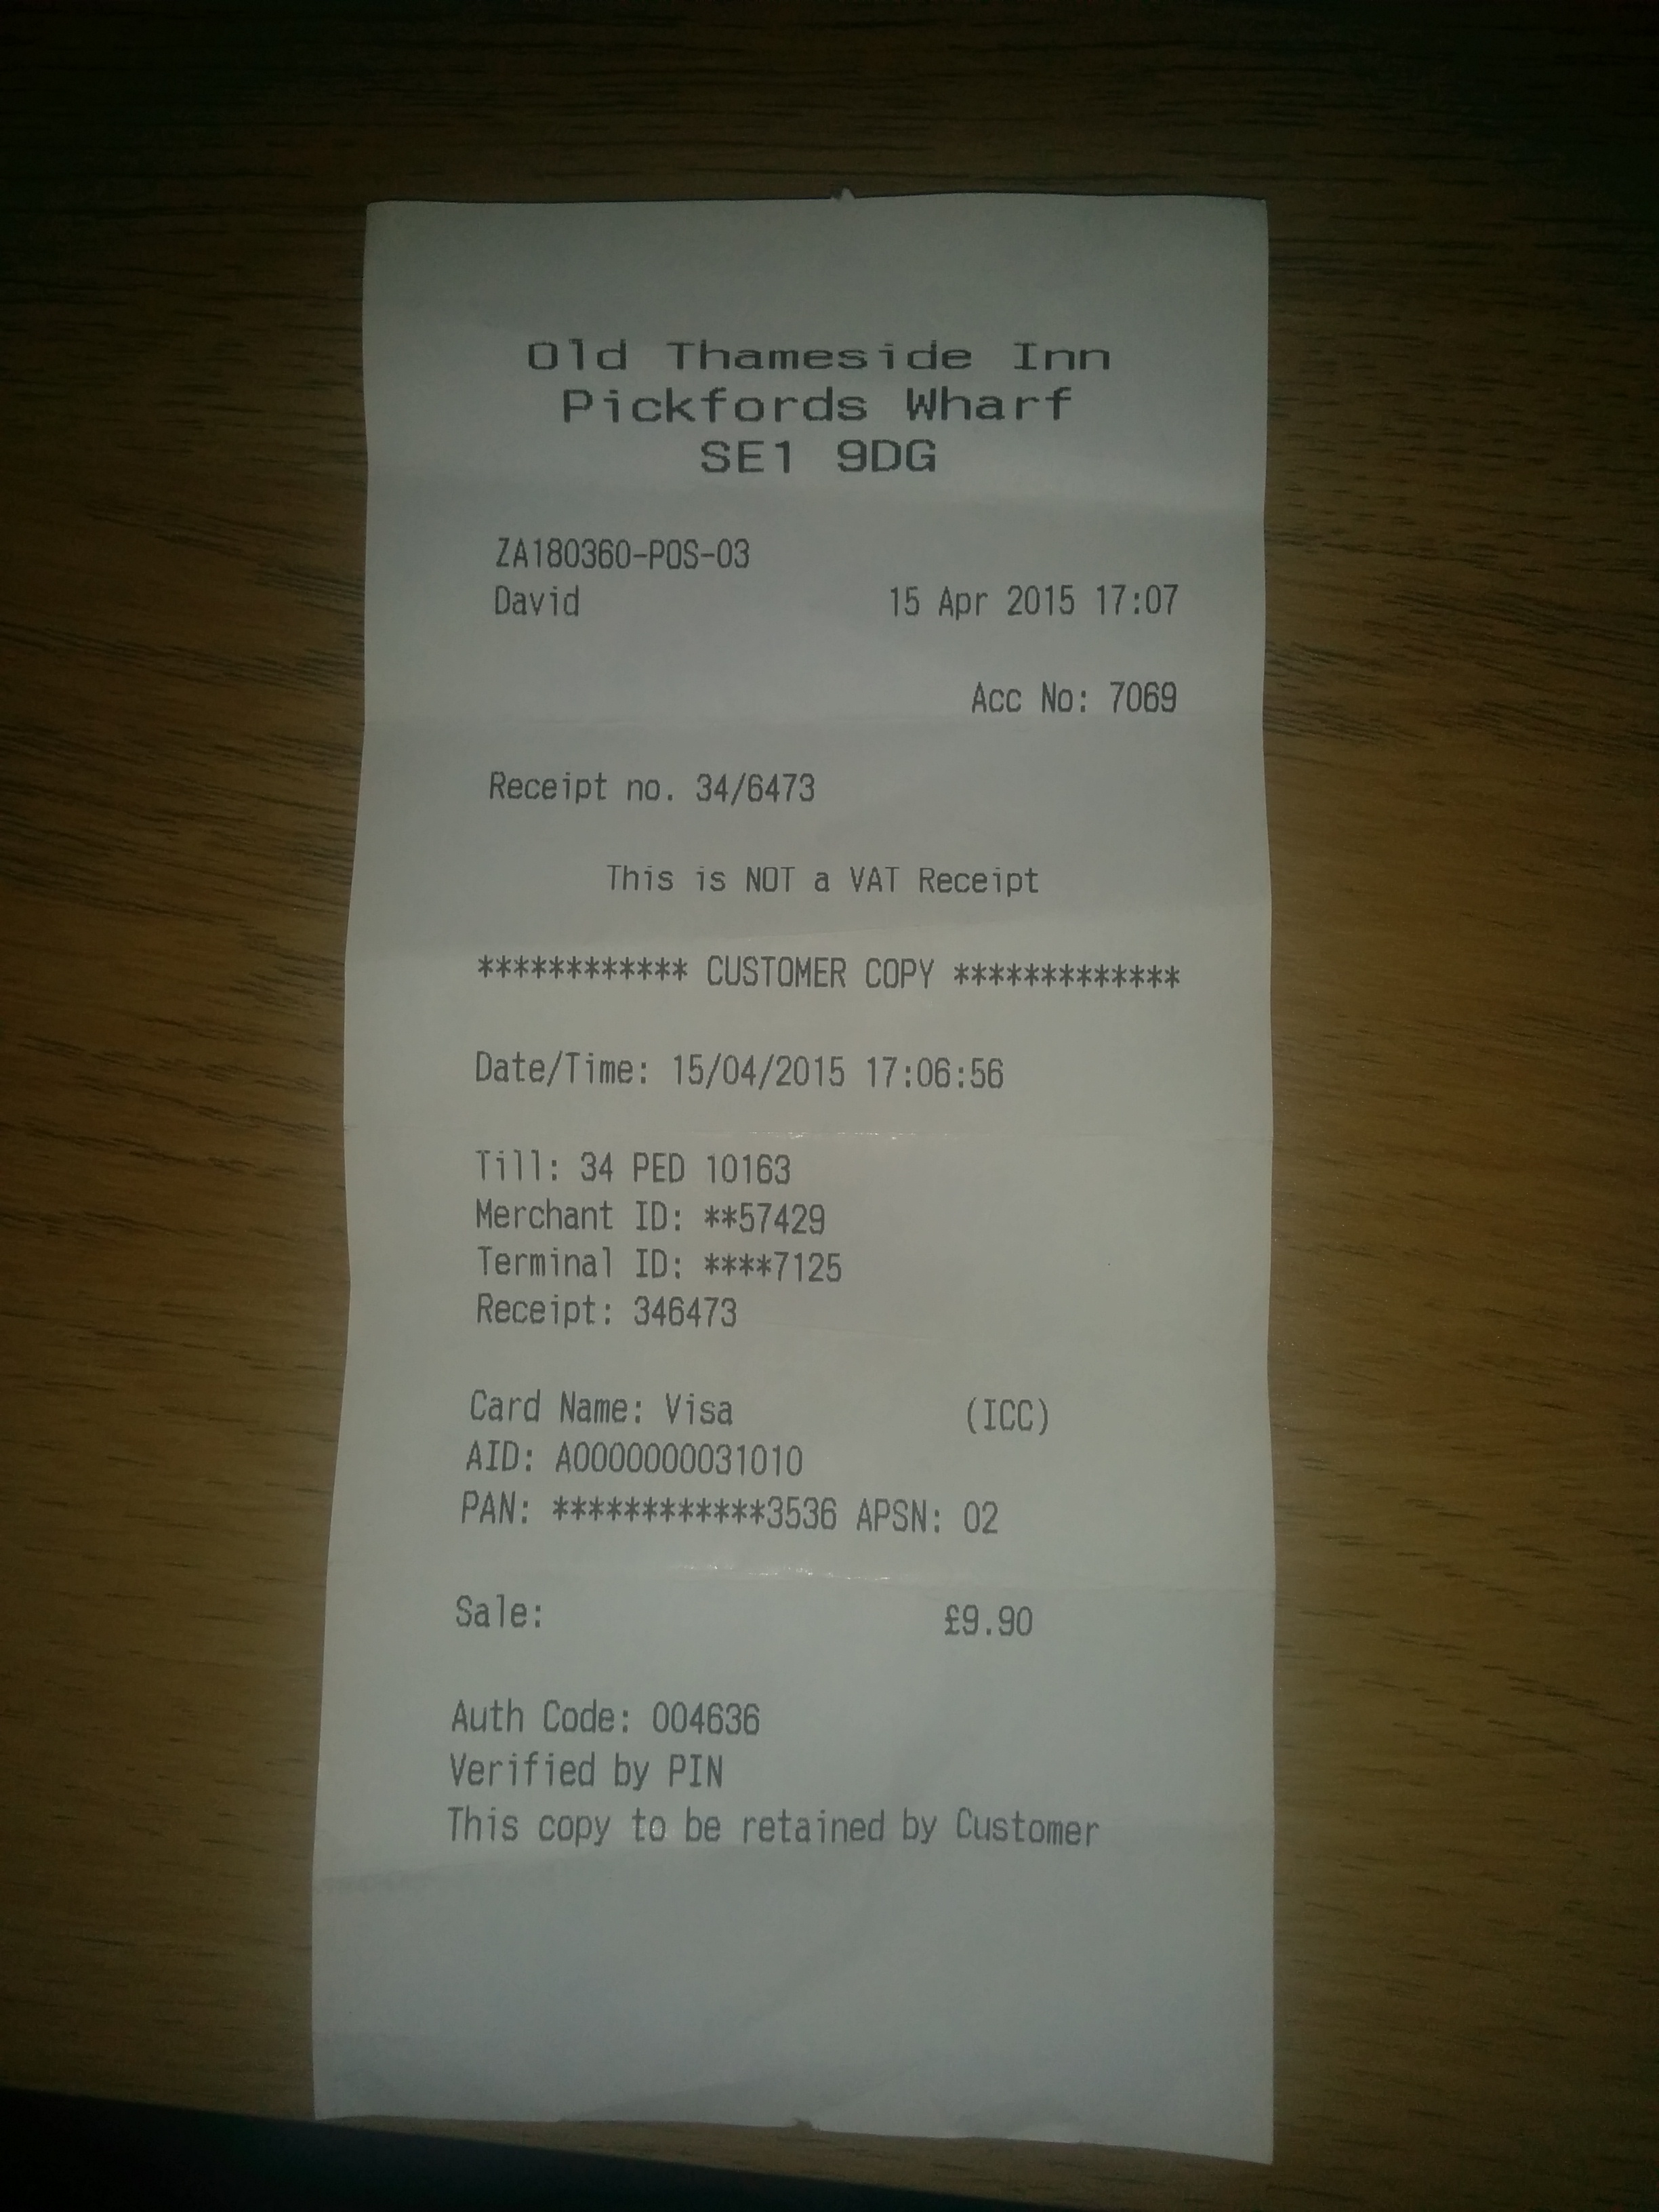 Old Thameside Inn
Pickfords Wharf
SE1 9DG
ZA180360-POS-03
David 15 Apr 2015 17:07
Acc No: 7069
Receipt no. 34/6473
This is NOT a VAT Receipt
************ CUSTOMER COPY *************
Date/Time: 15/04/2015 17:06:56
Till: 34 PED 10163
Merchant ID: **57429
Terminal ID: ****7125
Receipt: 346473
Card Name: Visa (ICC)
AID: A0000000031010
PAN: ************3536 APSN: 02
Sale: £9.90
Auth Code: 004636
Verified by PIN
This copy to be retained by Customer